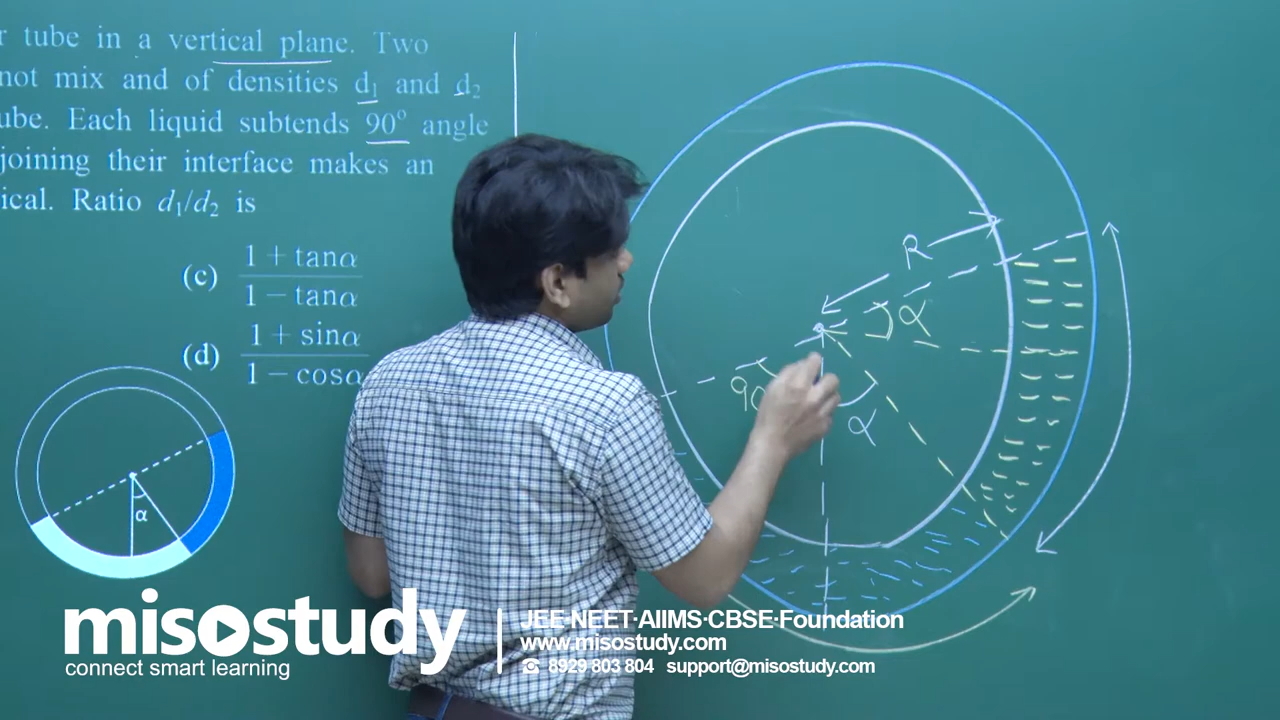 r tube in a vertical plane. Two
not mix and of densities d₁ and d₂
ube. Each liquid subtends 90° angle
joining their interface makes an
ical. Ratio d₁/d₂ is
(c) 1 + tanα / 1 − tanα
(d) 1 + sinα / 1 − cosα
α
R
α
90
α
misostudy
connect smart learning
JEE·NEET·AIIMS·CBSE·Foundation
www.misostudy.com
8929 803 804 support@misostudy.com